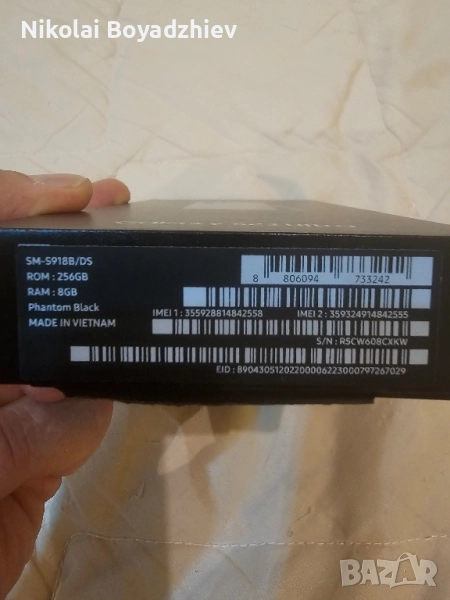 Nikolai Boyadzhiev
SM-S918B/DS
ROM : 256GB
RAM : 8GB
Phantom Black
MADE IN VIETNAM
8 806094 733242
IMEI 1 : 355928814842558
IMEI 2 : 359324914842555
S/N : R5CW608CXKW
EID : 89043051202200006223000797267029
BAZAR